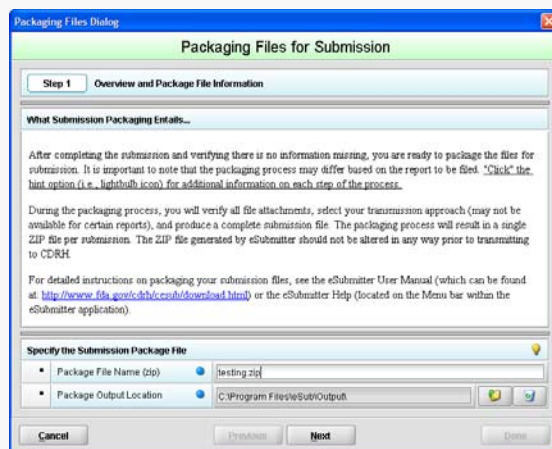 Packaging Files Dialog
Packaging Files for Submission
Step 1 Overview and Package File Information
What Submission Packaging Entails...
After completing the submission and verifying there is no information missing, you are ready to package the files for
submission. It is important to note that the packaging process may differ based on the report to be filed. "Click" the
hint option (i.e., lightbulb icon) for additional information on each step of the process.
During the packaging process, you will verify all file attachments, select your transmission approach (may not be
available for certain reports), and produce a complete submission file. The packaging process will result in a single
ZIP file per submission. The ZIP file generated by eSubmitter should not be altered in any way prior to transmitting
to CDRH.
For detailed instructions on packaging your submission files, see the eSubmitter User Manual (which can be found
at: http://www.fda.gov/cdrh/cesub/download.html) or the eSubmitter Help (located on the Menu bar within the
eSubmitter application).
Specify the Submission Package File
Package File Name (zip) testing.zip
Package Output Location C:\Program Files\eSub\Output\
Cancel Previous Next Done